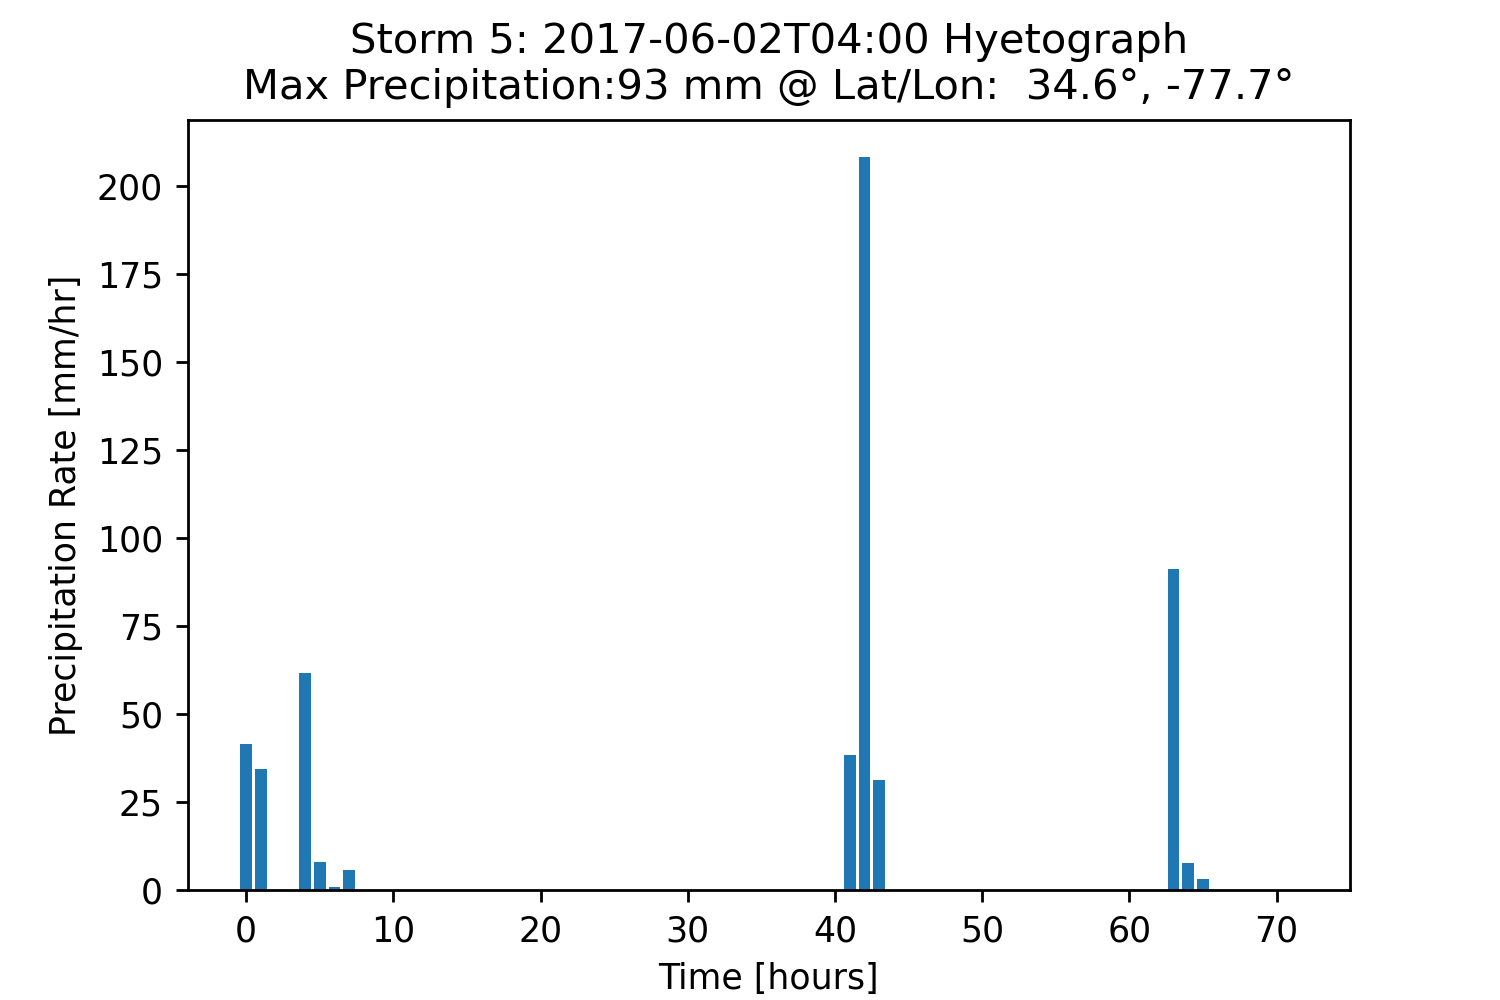 Storm 5: 2017-06-02T04:00 Hyetograph
Max Precipitation:93 mm @ Lat/Lon:  34.6°, -77.7°
Precipitation Rate [mm/hr]
200
175
150
125
100
75
50
25
0
0 10 20 30 40 50 60 70
Time [hours]